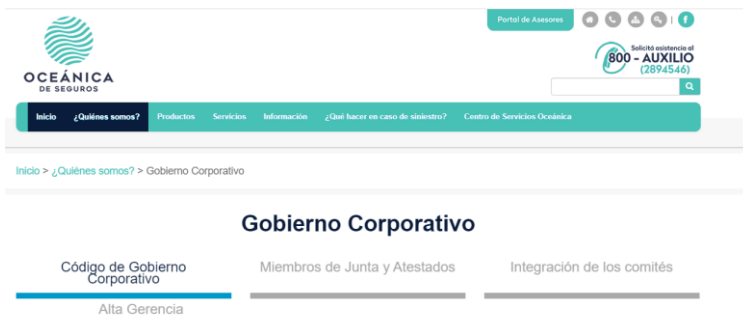 Portal de Asesores
Solicitá asistencia al
800 - AUXILIO
(2894546)
OCEÁNICA
DE SEGUROS
Inicio ¿Quiénes somos? Productos Servicios Información ¿Qué hacer en caso de siniestro? Centro de Servicios Oceánica
Inicio > ¿Quiénes somos? > Gobierno Corporativo
Gobierno Corporativo
Código de Gobierno
Corporativo
Miembros de Junta y Atestados
Integración de los comités
Alta Gerencia